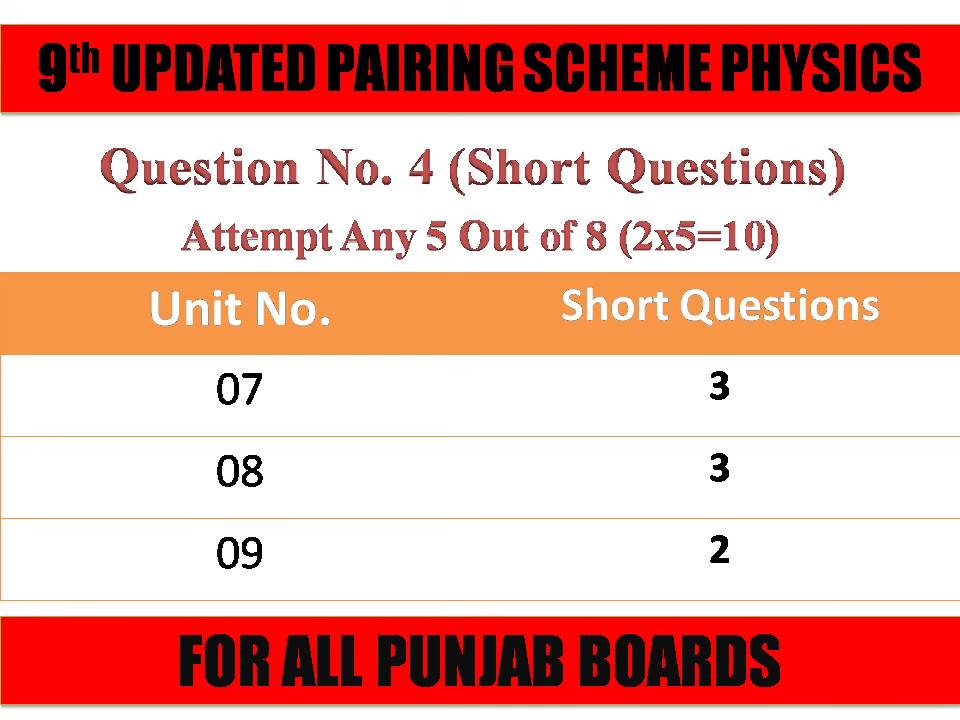 9th UPDATED PAIRING SCHEME PHYSICS
Question No. 4 (Short Questions)
Attempt Any 5 Out of 8 (2x5=10)
Unit No. Short Questions
07 3
08 3
09 2
FOR ALL PUNJAB BOARDS